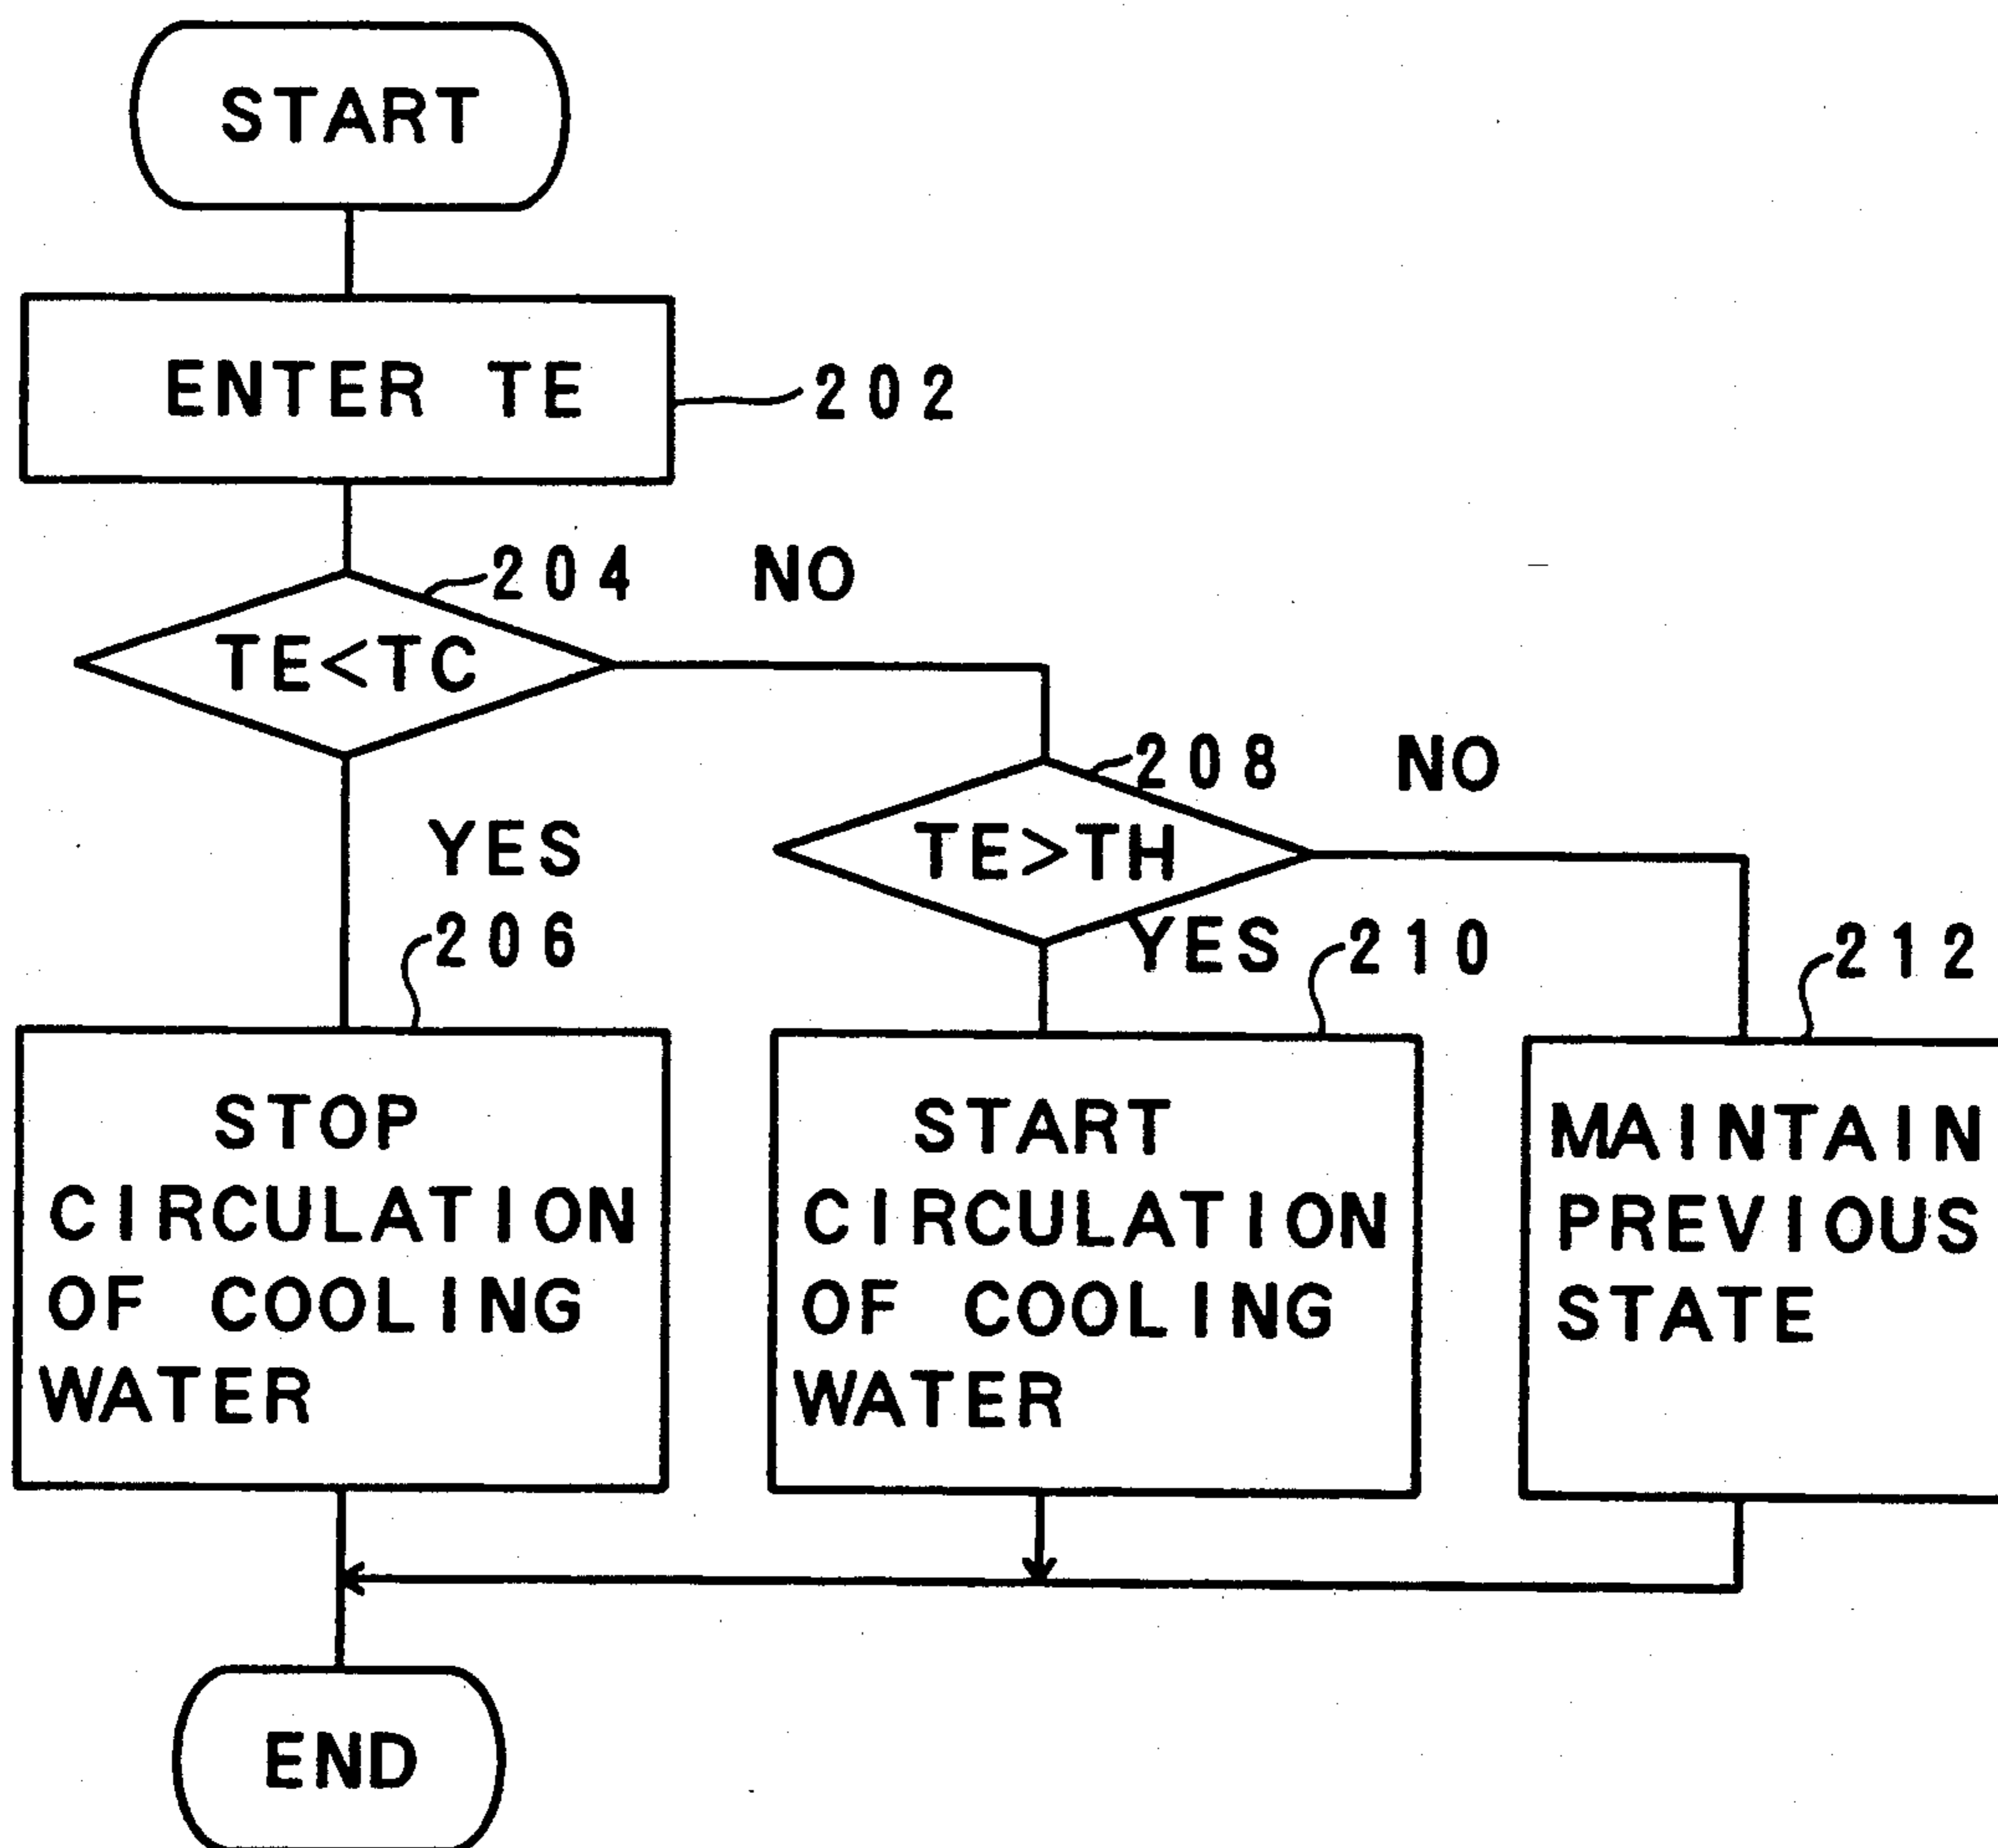 START
ENTER TE
202
204
NO
TE<TC
208
NO
TE>TH
YES
206
YES
210
212
STOP
CIRCULATION
OF COOLING
WATER
START
CIRCULATION
OF COOLING
WATER
MAINTAIN
PREVIOUS
STATE
END